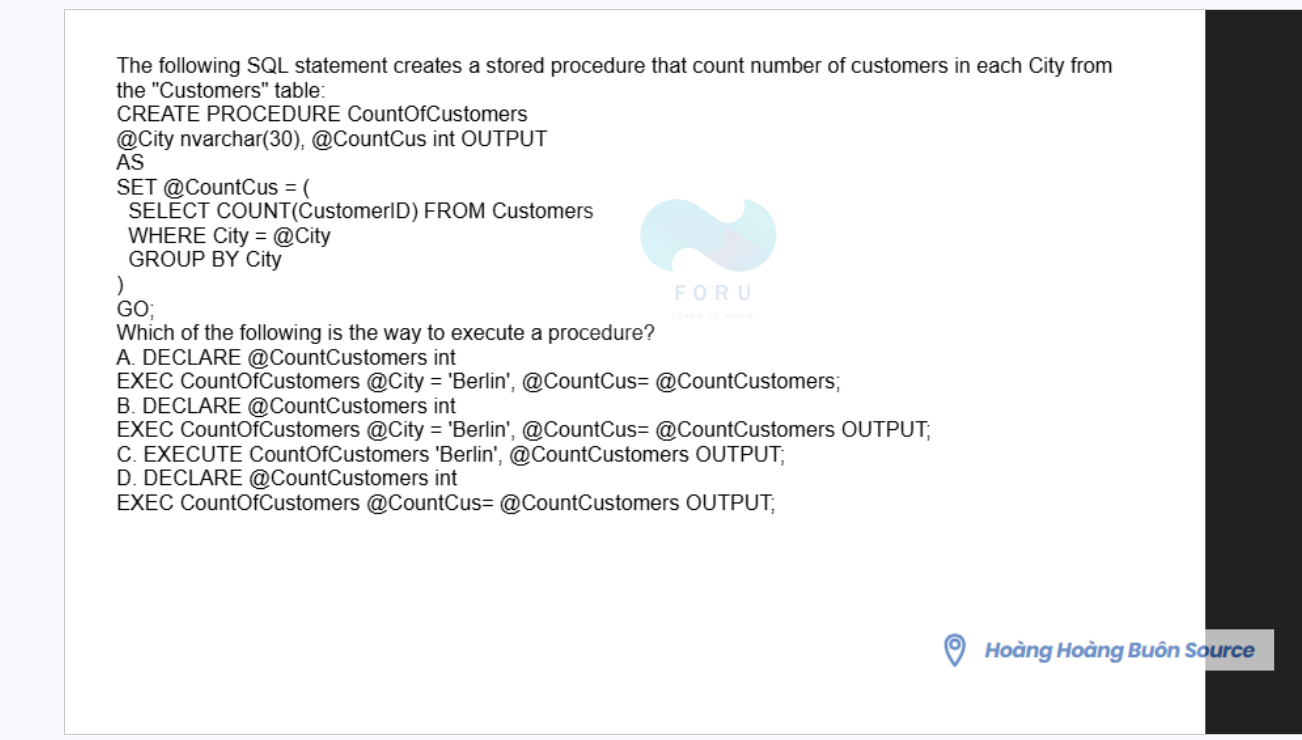 The following SQL statement creates a stored procedure that count number of customers in each City from
the "Customers" table:
CREATE PROCEDURE CountOfCustomers
@City nvarchar(30), @CountCus int OUTPUT
AS
SET @CountCus = (
SELECT COUNT(CustomerID) FROM Customers
WHERE City = @City
GROUP BY City
)
GO;
Which of the following is the way to execute a procedure?
A. DECLARE @CountCustomers int
EXEC CountOfCustomers @City = 'Berlin', @CountCus= @CountCustomers;
B. DECLARE @CountCustomers int
EXEC CountOfCustomers @City = 'Berlin', @CountCus= @CountCustomers OUTPUT;
C. EXECUTE CountOfCustomers 'Berlin', @CountCustomers OUTPUT;
D. DECLARE @CountCustomers int
EXEC CountOfCustomers @CountCus= @CountCustomers OUTPUT;
FORU
LEARN TO KNOW
Hoàng Hoàng Buôn Source